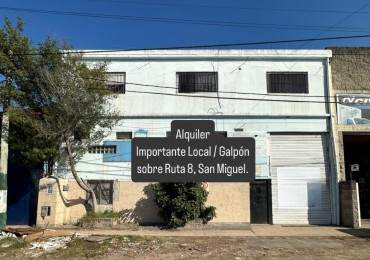 Alquiler
Importante Local / Galpón
sobre Ruta 8, San Miguel.